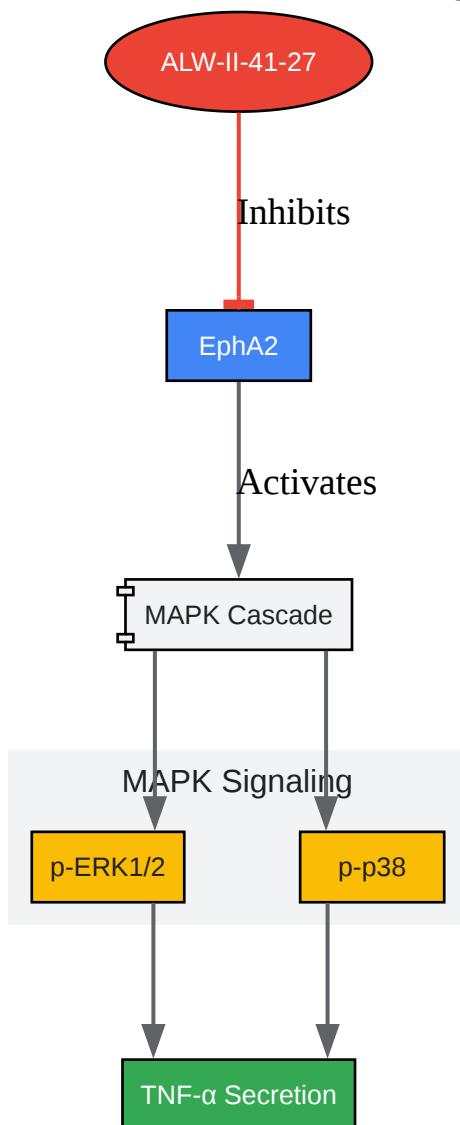 ALW-II-41-27
Inhibits
EphA2
Activates
MAPK Cascade
MAPK Signaling
p-ERK1/2
p-p38
TNF-α Secretion